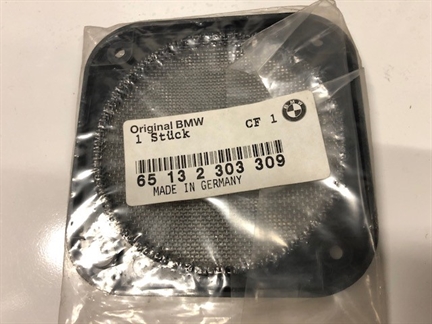 Original BMW
1 Stück CF 1
65 13 2 303 309
MADE IN GERMANY